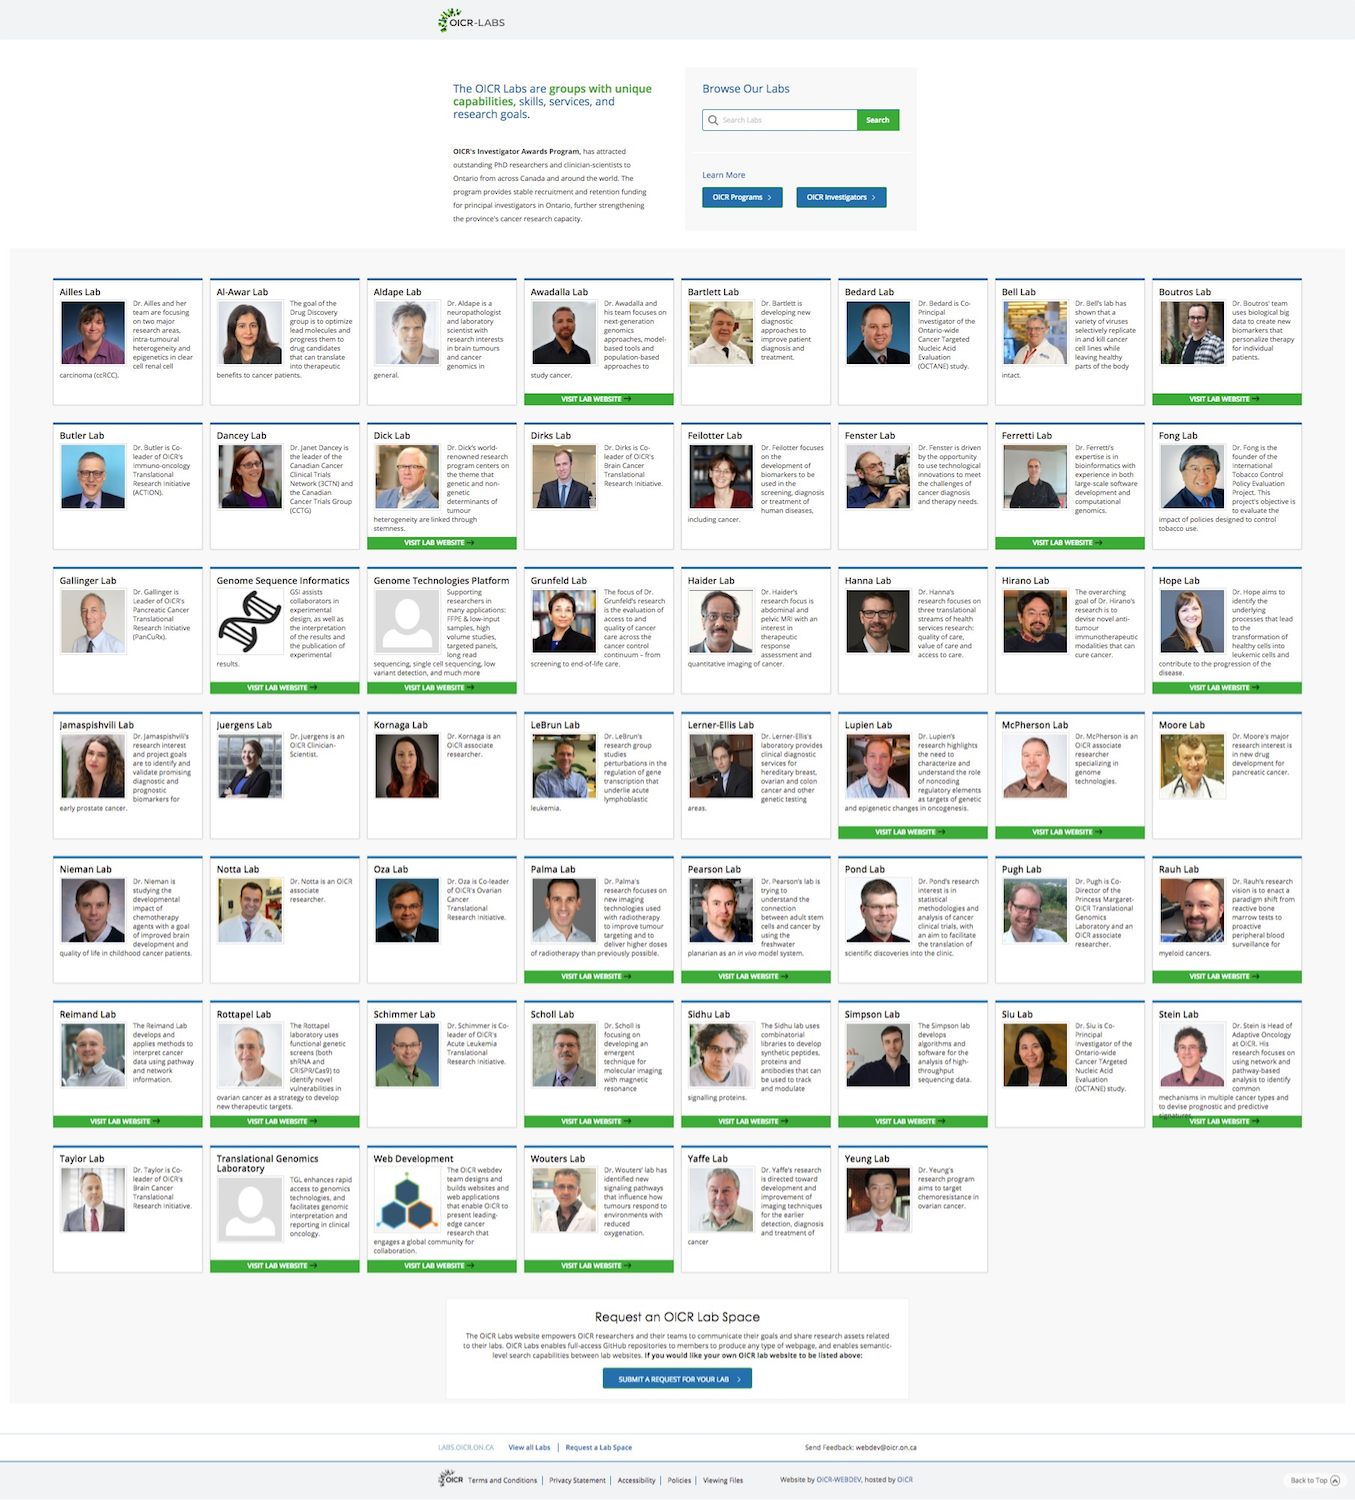 OICR-LABS
The OICR Labs are groups with unique
capabilities, skills, services, and
research goals.
OICR's Investigator Awards Program, has attracted
outstanding PhD researchers and clinician-scientists to
Ontario from across Canada and around the world. The
program provides stable recruitment and retention funding
for principal investigators in Ontario, further strengthening
the province's cancer research capacity.
Browse Our Labs
Search Labs
Search
Learn More
OICR Programs
OICR Investigators
Ailles Lab
Dr. Ailles and her
team are focusing
on two major
research areas,
intra-tumoural
heterogeneity and
epigenetics in clear
cell renal cell
carcinoma (ccRCC).
Al-Awar Lab
The goal of the
Drug Discovery
group is to optimize
lead molecules and
progress them to
drug candidates
that can translate
into therapeutic
benefits to cancer patients.
Aldape Lab
Dr. Aldape is a
neuropathologist
and laboratory
scientist with
research interests
in brain tumours
and cancer
genomics in
general.
Awadalla Lab
Dr. Awadalla and
his team focuses on
next-generation
genomics
approaches, model-
based tools and
population-based
approaches to
study cancer.
VISIT LAB WEBSITE
Bartlett Lab
Dr. Bartlett is
developing new
diagnostic
approaches to
improve patient
diagnosis and
treatment.
Bedard Lab
Dr. Bedard is Co-
Principal
Investigator of the
Ontario-wide
Cancer Targeted
Nucleic Acid
Evaluation
(OCTANE) study.
Bell Lab
Dr. Bell's lab has
shown that a
variety of viruses
selectively replicate
in and kill cancer
cell lines while
leaving healthy
parts of the body
intact.
Boutros Lab
Dr. Boutros' team
uses biological big
data to create new
biomarkers that
personalize therapy
for individual
patients.
VISIT LAB WEBSITE
Butler Lab
Dr. Butler is Co-
leader of OICR's
Immuno-oncology
Translational
Research Initiative
(ACTION).
Dancey Lab
Dr. Janet Dancey is
the leader of the
Canadian Cancer
Clinical Trials
Network (3CTN) and
the Canadian
Cancer Trials Group
(CCTG)
Dick Lab
Dr. Dick's world-
renowned research
program centers on
the theme that
genetic and non-
genetic
determinants of
tumour
heterogeneity are linked through
stemness.
VISIT LAB WEBSITE
Dirks Lab
Dr. Dirks is Co-
leader of OICR's
Brain Cancer
Translational
Research Initiative.
Feilotter Lab
Dr. Feilotter focuses
on the
development of
biomarkers to be
used in the
screening, diagnosis
or treatment of
human diseases,
including cancer.
Fenster Lab
Dr. Fenster is driven
by the opportunity
to use technological
innovations to meet
the challenges of
cancer diagnosis
and therapy needs.
Ferretti Lab
Dr. Ferretti's
expertise is in
bioinformatics with
experience in both
large-scale software
development and
computational
genomics.
VISIT LAB WEBSITE
Fong Lab
Dr. Fong is the
founder of the
International
Tobacco Control
Policy Evaluation
Project. This
project's objective is
to evaluate the
impact of policies designed to control
tobacco use.
Gallinger Lab
Dr. Gallinger is
Leader of OICR's
Pancreatic Cancer
Translational
Research Initiative
(PanCuRx).
Genome Sequence Informatics
GSI assists
collaborators in
experimental
design, as well as
the interpretation
of the results and
the publication of
experimental
results.
VISIT LAB WEBSITE
Genome Technologies Platform
Supporting
researchers in
many applications:
FFPE & low-input
samples, high
volume studies,
targeted panels,
long read
sequencing, single cell sequencing, low
variant detection, and much more
VISIT LAB WEBSITE
Grunfeld Lab
The focus of Dr.
Grunfeld's research
is the evaluation of
access to and
quality of cancer
care across the
cancer control
continuum – from
screening to end-of-life care.
Haider Lab
Dr. Haider's
research focus is
abdominal and
pelvic MRI with an
interest in
therapeutic
response
assessment and
quantitative imaging of cancer.
Hanna Lab
Dr. Hanna's
research focuses on
three translational
streams of health
services research:
quality of care,
value of care and
access to care.
Hirano Lab
The overarching
goal of Dr. Hirano's
research is to
devise novel anti-
tumour
immunotherapeutic
modalities that can
cure cancer.
Hope Lab
Dr. Hope aims to
identify the
underlying
processes that lead
to the
transformation of
healthy cells into
leukemic cells and
contribute to the progression of the
disease.
VISIT LAB WEBSITE
Jamaspishvili Lab
Dr. Jamaspishvili's
research interest
and project goals
are to identify and
validate promising
diagnostic and
prognostic
biomarkers for
early prostate cancer.
Juergens Lab
Dr. Juergens is an
OICR Clinician-
Scientist.
Kornaga Lab
Dr. Kornaga is an
OICR associate
researcher.
LeBrun Lab
Dr. LeBrun's
research group
studies
perturbations in the
regulation of gene
transcription that
underlie acute
lymphoblastic
leukemia.
Lerner-Ellis Lab
Dr. Lerner-Ellis's
laboratory provides
clinical diagnostic
services for
hereditary breast,
ovarian and colon
cancer and other
genetic testing
areas.
Lupien Lab
Dr. Lupien's
research highlights
the need to
characterize and
understand the role
of noncoding
regulatory elements
as targets of genetic
and epigenetic changes in oncogenesis.
VISIT LAB WEBSITE
McPherson Lab
Dr. McPherson is an
OICR associate
researcher
specializing in
genome
technologies.
VISIT LAB WEBSITE
Moore Lab
Dr. Moore's major
research interest is
in new drug
development for
pancreatic cancer.
Nieman Lab
Dr. Nieman is
studying the
developmental
impact of
chemotherapy
agents with a goal
of improved brain
development and
quality of life in childhood cancer patients.
Notta Lab
Dr. Notta is an OICR
associate
researcher.
Oza Lab
Dr. Oza is Co-leader
of OICR's Ovarian
Cancer
Translational
Research Initiative.
Palma Lab
Dr. Palma's
research focuses on
new imaging
technologies used
with radiotherapy
to improve tumour
targeting and to
deliver higher doses
of radiotherapy than previously possible.
VISIT LAB WEBSITE
Pearson Lab
Dr. Pearson's lab is
trying to
understand the
connection
between adult stem
cells and cancer by
using the
freshwater
planarian as an in vivo model system.
VISIT LAB WEBSITE
Pond Lab
Dr. Pond's research
interest is in
statistical
methodologies and
analysis of cancer
clinical trials, with
an aim to facilitate
the translation of
scientific discoveries into the clinic.
Pugh Lab
Dr. Pugh is Co-
Director of the
Princess Margaret-
OICR Translational
Genomics
Laboratory and an
OICR associate
researcher.
Rauh Lab
Dr. Rauh's research
vision is to enact a
paradigm shift from
reactive bone
marrow tests to
proactive
peripheral blood
surveillance for
myeloid cancers.
VISIT LAB WEBSITE
Reimand Lab
The Reimand Lab
develops and
applies methods to
interpret cancer
data using pathway
and network
information.
VISIT LAB WEBSITE
Rottapel Lab
The Rottapel
laboratory uses
functional genetic
screens (both
shRNA and
CRISPR/Cas9) to
identify novel
vulnerabilities in
ovarian cancer as a strategy to develop
new therapeutic targets.
VISIT LAB WEBSITE
Schimmer Lab
Dr. Schimmer is Co-
leader of OICR's
Acute Leukemia
Translational
Research Initiative.
Scholl Lab
Dr. Scholl is
focusing on
developing an
emergent
technique for
molecular imaging
with magnetic
resonance
VISIT LAB WEBSITE
Sidhu Lab
The Sidhu lab uses
combinatorial
libraries to develop
synthetic peptides,
proteins and
antibodies that can
be used to track
and modulate
signalling proteins.
VISIT LAB WEBSITE
Simpson Lab
The Simpson lab
develops
algorithms and
software for the
analysis of high-
throughput
sequencing data.
VISIT LAB WEBSITE
Siu Lab
Dr. Siu is Co-
Principal
Investigator of the
Ontario-wide
Cancer TArgeted
Nucleic Acid
Evaluation
(OCTANE) study.
Stein Lab
Dr. Stein is Head of
Adaptive Oncology
at OICR. His
research focuses on
using network and
pathway-based
analysis to identify
common
mechanisms in multiple cancer types and
to devise prognostic and predictive
signatures.
VISIT LAB WEBSITE
Taylor Lab
Dr. Taylor is Co-
leader of OICR's
Brain Cancer
Translational
Research Initiative.
Translational Genomics
Laboratory
TGL enhances rapid
access to genomics
technologies, and
facilitates genomic
interpretation and
reporting in clinical
oncology.
VISIT LAB WEBSITE
Web Development
The OICR webdev
team designs and
builds websites and
web applications
that enable OICR to
present leading-
edge cancer
research that
engages a global community for
collaboration.
VISIT LAB WEBSITE
Wouters Lab
Dr. Wouters' lab has
identified new
signaling pathways
that influence how
tumours respond to
environments with
reduced
oxygenation.
VISIT LAB WEBSITE
Yaffe Lab
Dr. Yaffe's research
is directed toward
development and
improvement of
imaging techniques
for the earlier
detection, diagnosis
and treatment of
cancer
Yeung Lab
Dr. Yeung's
research program
aims to target
chemoresistance in
ovarian cancer.
Request an OICR Lab Space
The OICR Labs website empowers OICR researchers and their teams to communicate their goals and share research assets related
to their labs. OICR Labs enables full-access GitHub repositories to members to produce any type of webpage, and enables semantic-
level search capabilities between lab websites. If you would like your own OICR lab website to be listed above:
SUBMIT A REQUEST FOR YOUR LAB
LABS.OICR.ON.CA View all Labs | Request a Lab Space Send Feedback: webdev@oicr.on.ca
OICR Terms and Conditions | Privacy Statement | Accessibility | Policies | Viewing Files Website by OICR-WEBDEV, hosted by OICR Back to Top